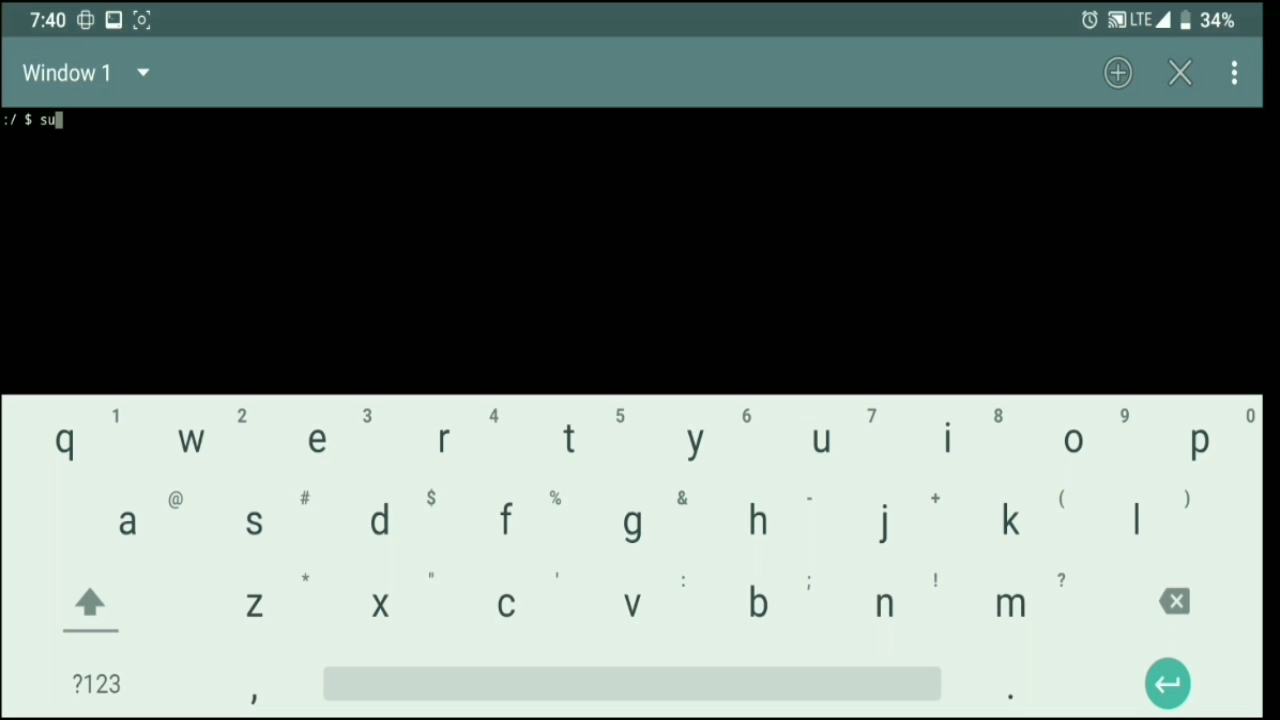 7:40 LTE 34%
Window 1
:/ $ su
1 2 3 4 5 6 7 8 9 0
q w e r t y u i o p
@ # $ % & - + ( )
a s d f g h j k l
* " ' : ; ! ?
z x c v b n m
?123 , .